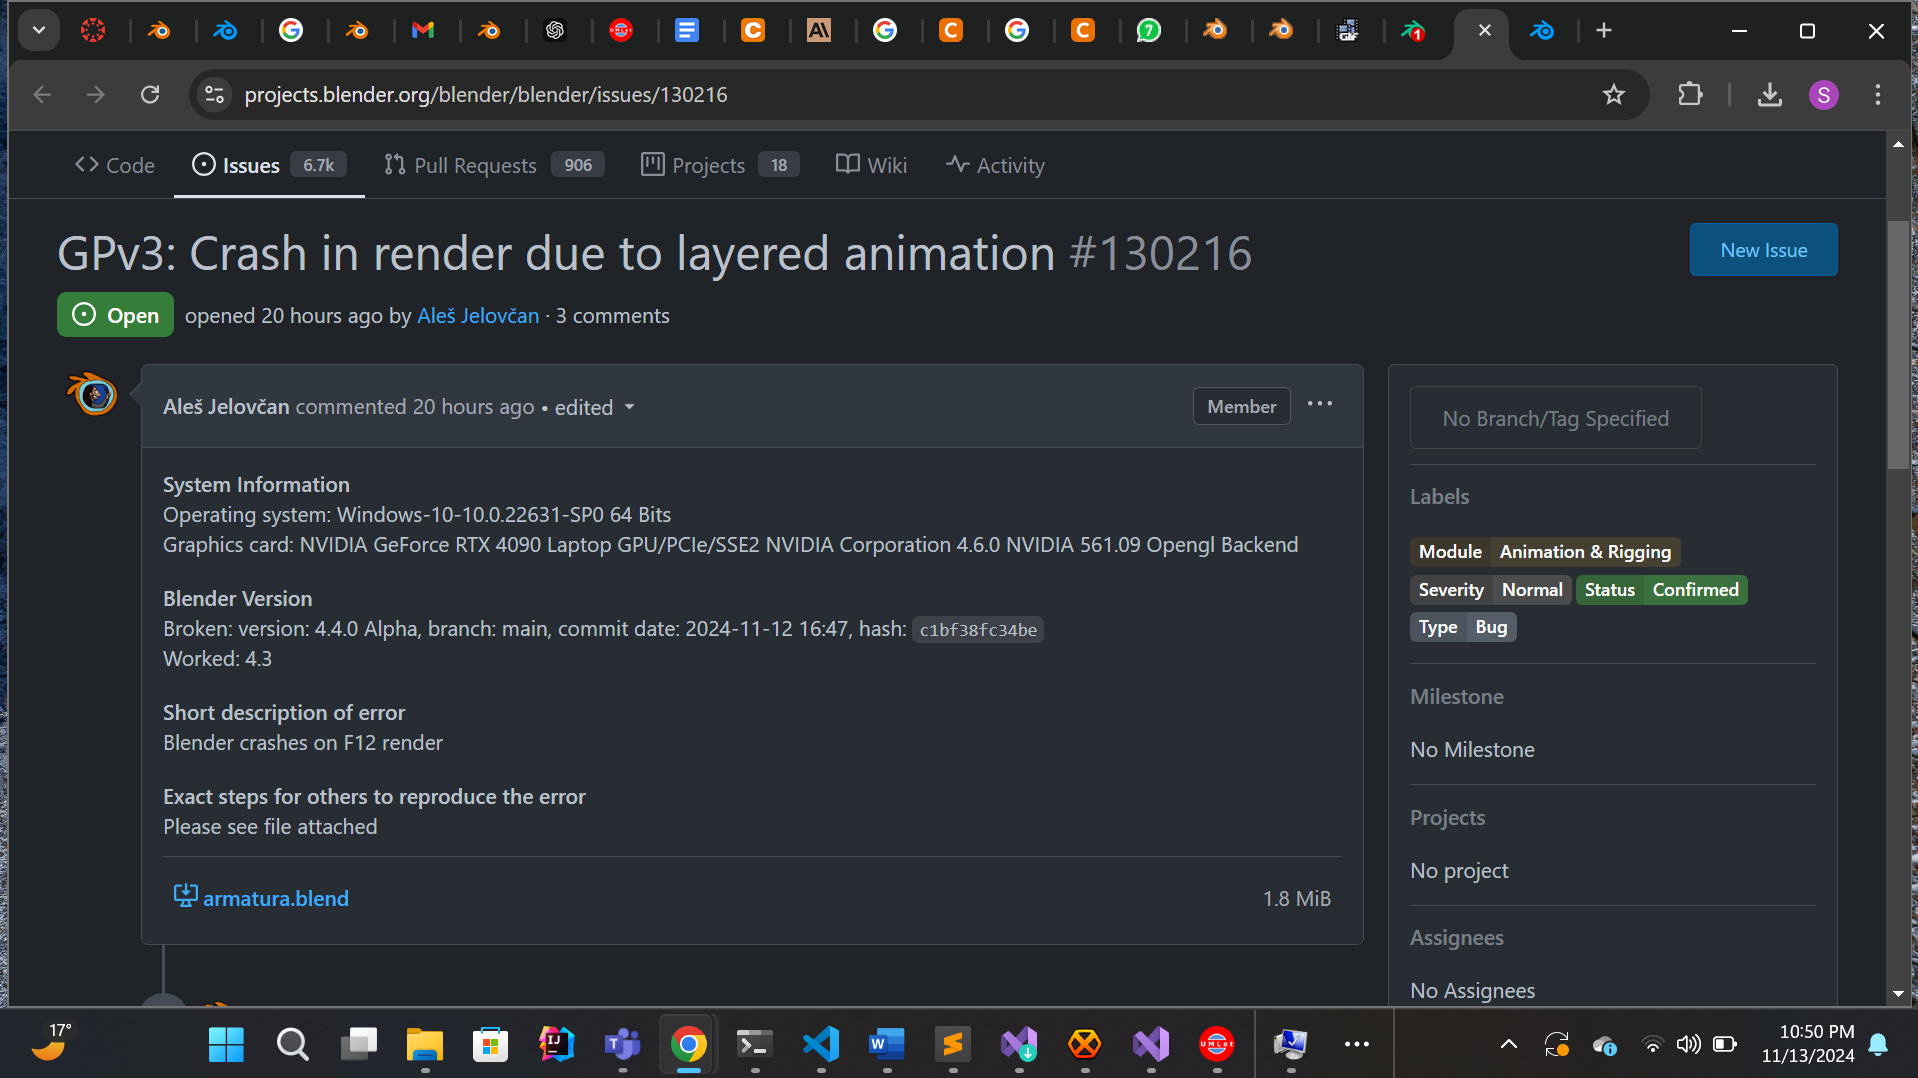 7
1
projects.blender.org/blender/blender/issues/130216
S
Code
Issues 6.7k
Pull Requests 906
Projects 18
Wiki
Activity
GPv3: Crash in render due to layered animation #130216
New Issue
Open
opened 20 hours ago by Aleš Jelovčan · 3 comments
Aleš Jelovčan commented 20 hours ago • edited
Member
System Information
Operating system: Windows-10-10.0.22631-SP0 64 Bits
Graphics card: NVIDIA GeForce RTX 4090 Laptop GPU/PCIe/SSE2 NVIDIA Corporation 4.6.0 NVIDIA 561.09 Opengl Backend
Blender Version
Broken: version: 4.4.0 Alpha, branch: main, commit date: 2024-11-12 16:47, hash: c1bf38fc34be
Worked: 4.3
Short description of error
Blender crashes on F12 render
Exact steps for others to reproduce the error
Please see file attached
armatura.blend
1.8 MiB
No Branch/Tag Specified
Labels
Module Animation & Rigging
Severity Normal Status Confirmed
Type Bug
Milestone
No Milestone
Projects
No project
Assignees
No Assignees
17°
10:50 PM
11/13/2024